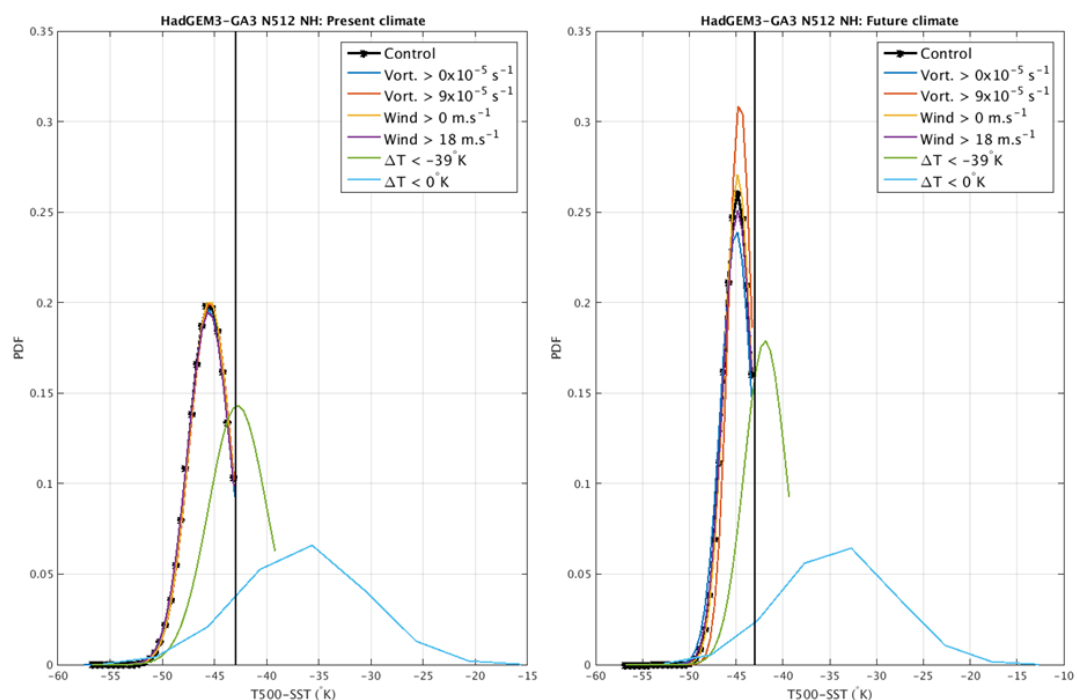 HadGEM3-GA3 N512 NH: Present climate
0.35
0.3
0.25
0.2
0.15
0.1
0.05
0
PDF
Control
Vort. > 0x10⁻⁵ s⁻¹
Vort. > 9x10⁻⁵ s⁻¹
Wind > 0 m.s⁻¹
Wind > 18 m.s⁻¹
ΔT < -39°K
ΔT < 0°K
-60 -55 -50 -45 -40 -35 -30 -25 -20 -15
T500-SST (°K)
HadGEM3-GA3 N512 NH: Future climate
0.35
0.3
0.25
0.2
0.15
0.1
0.05
0
PDF
Control
Vort. > 0x10⁻⁵ s⁻¹
Vort. > 9x10⁻⁵ s⁻¹
Wind > 0 m.s⁻¹
Wind > 18 m.s⁻¹
ΔT < -39°K
ΔT < 0°K
-60 -55 -50 -45 -40 -35 -30 -25 -20 -15 -10
T500-SST (°K)